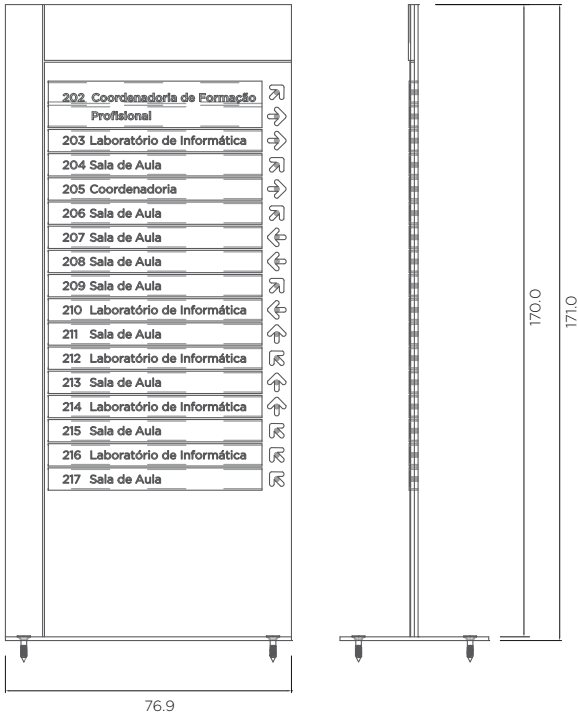 202 Coordenadoria de Formação
Profisional
203 Laboratório de Informática
204 Sala de Aula
205 Coordenadoria
206 Sala de Aula
207 Sala de Aula
208 Sala de Aula
209 Sala de Aula
210 Laboratório de Informática
211 Sala de Aula
212 Laboratório de Informática
213 Sala de Aula
214 Laboratório de Informática
215 Sala de Aula
216 Laboratório de Informática
217 Sala de Aula
170.0
171.0
76.9